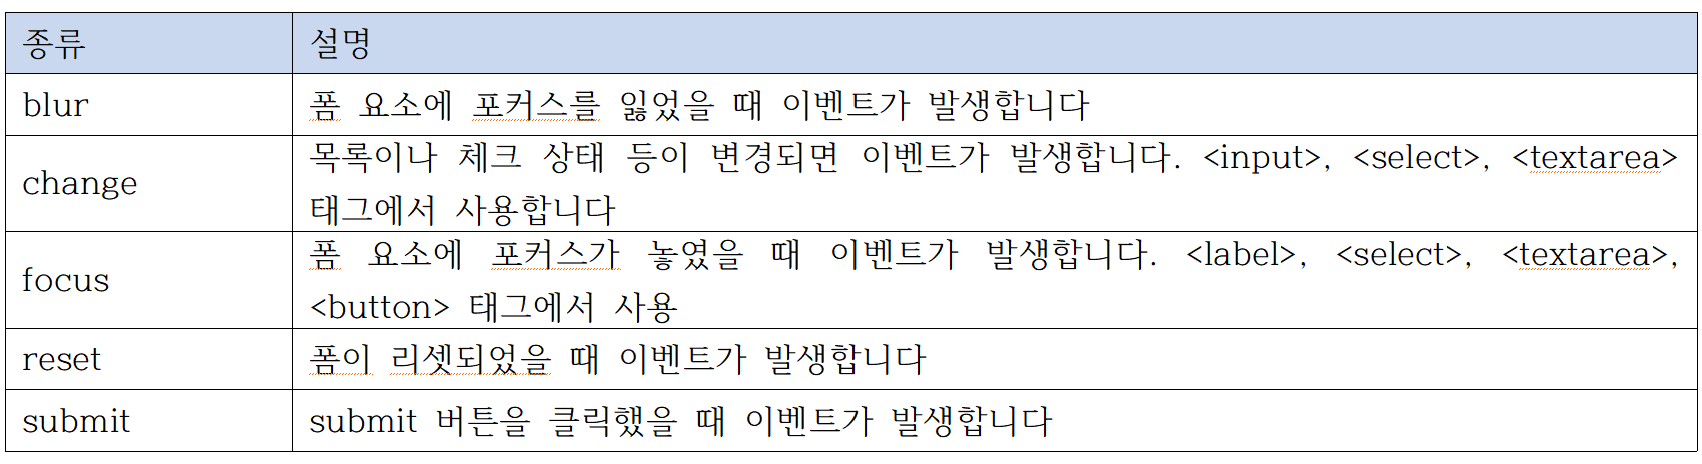 종류 설명
blur 폼 요소에 포커스를 잃었을 때 이벤트가 발생합니다
change 목록이나 체크 상태 등이 변경되면 이벤트가 발생합니다. <input>, <select>, <textarea>
태그에서 사용합니다
focus 폼 요소에 포커스가 놓였을 때 이벤트가 발생합니다. <label>, <select>, <textarea>,
<button> 태그에서 사용
reset 폼이 리셋되었을 때 이벤트가 발생합니다
submit submit 버튼을 클릭했을 때 이벤트가 발생합니다